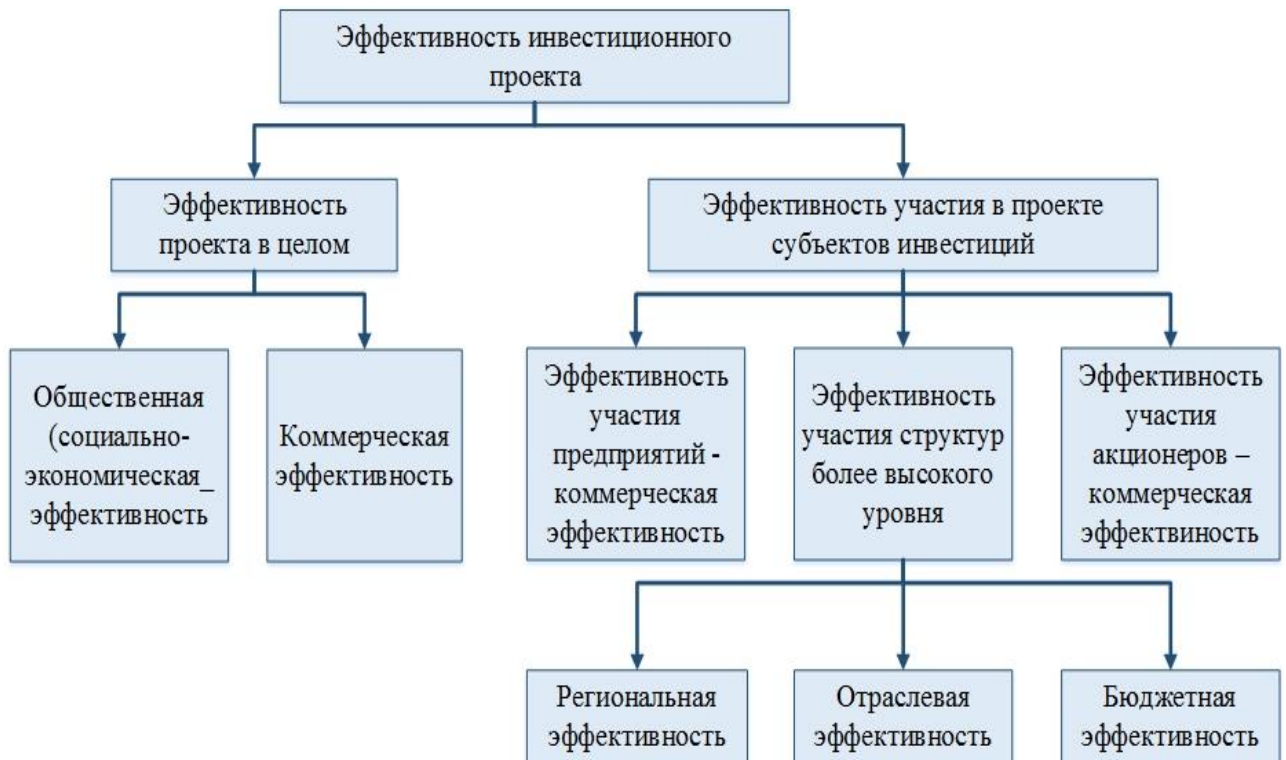 Эффективность инвестиционного
проекта
Эффективность
проекта в целом
Эффективность участия в проекте
субъектов инвестиций
Общественная
(социально-
экономическая_
эффективность
Коммерческая
эффективность
Эффективность
участия
предприятий -
коммерческая
эффективность
Эффективность
участия структур
более высокого
уровня
Эффективность
участия
акционеров –
коммерческая
эффектвиность
Региональная
эффективность
Отраслевая
эффективность
Бюджетная
эффективность